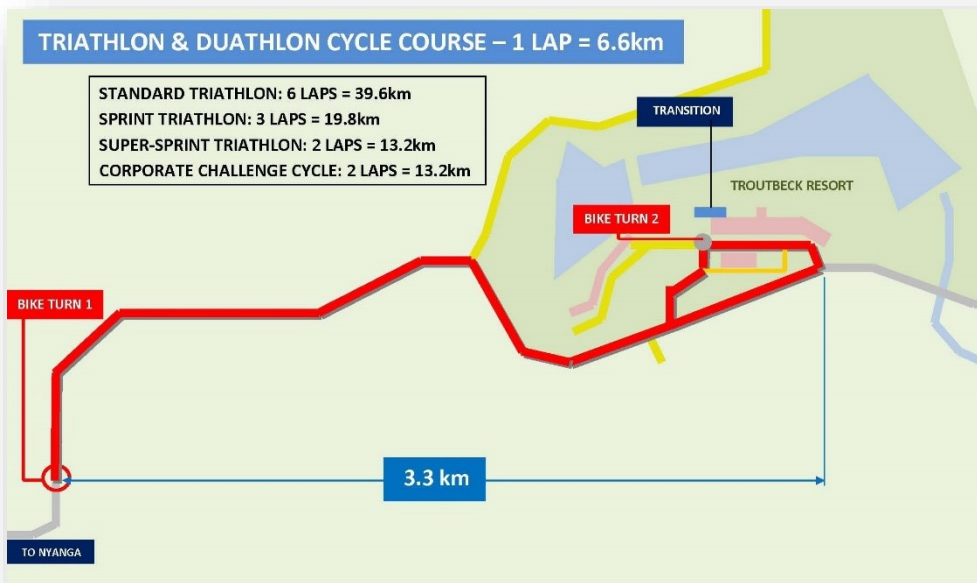 TRIATHLON & DUATHLON CYCLE COURSE – 1 LAP = 6.6km
STANDARD TRIATHLON: 6 LAPS = 39.6km
SPRINT TRIATHLON: 3 LAPS = 19.8km
SUPER-SPRINT TRIATHLON: 2 LAPS = 13.2km
CORPORATE CHALLENGE CYCLE: 2 LAPS = 13.2km
TRANSITION
TROUTBECK RESORT
BIKE TURN 2
BIKE TURN 1
3.3 km
TO NYANGA